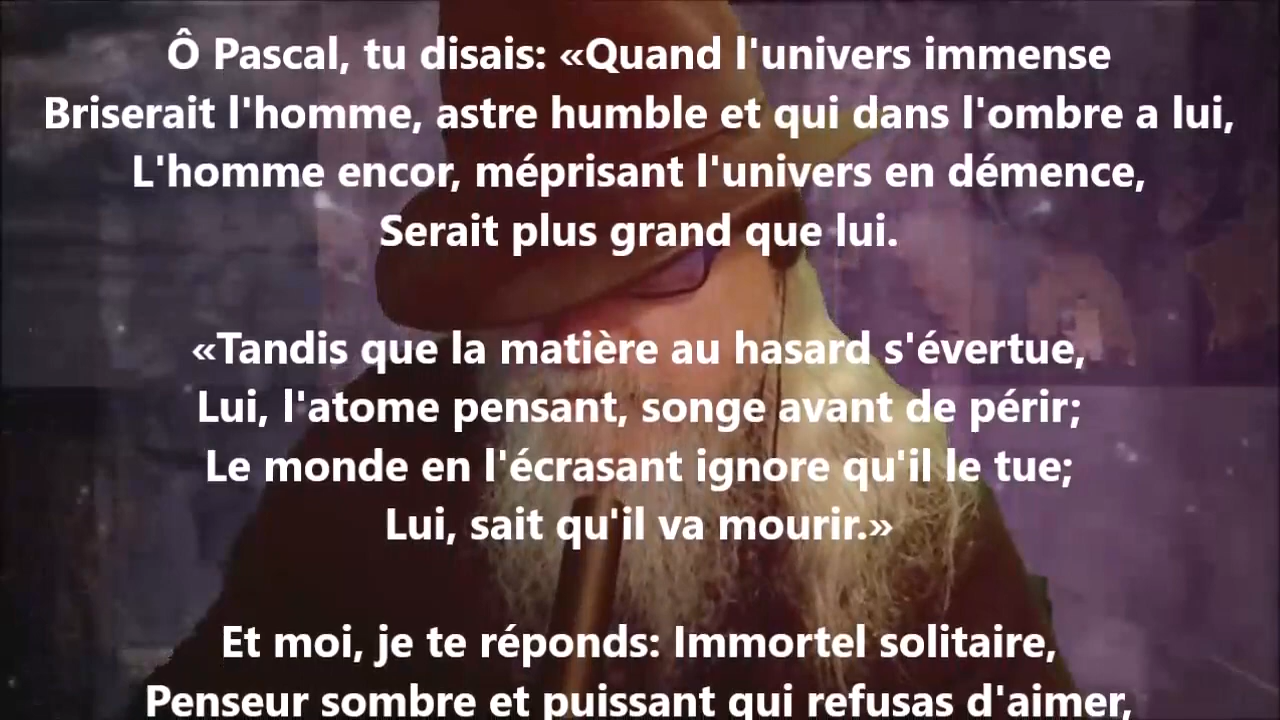 Ô Pascal, tu disais: «Quand l'univers immense
Briserait l'homme, astre humble et qui dans l'ombre a lui,
L'homme encor, méprisant l'univers en démence,
Serait plus grand que lui.
«Tandis que la matière au hasard s'évertue,
Lui, l'atome pensant, songe avant de périr;
Le monde en l'écrasant ignore qu'il le tue;
Lui, sait qu'il va mourir.»
Et moi, je te réponds: Immortel solitaire,
Penseur sombre et puissant qui refusas d'aimer,